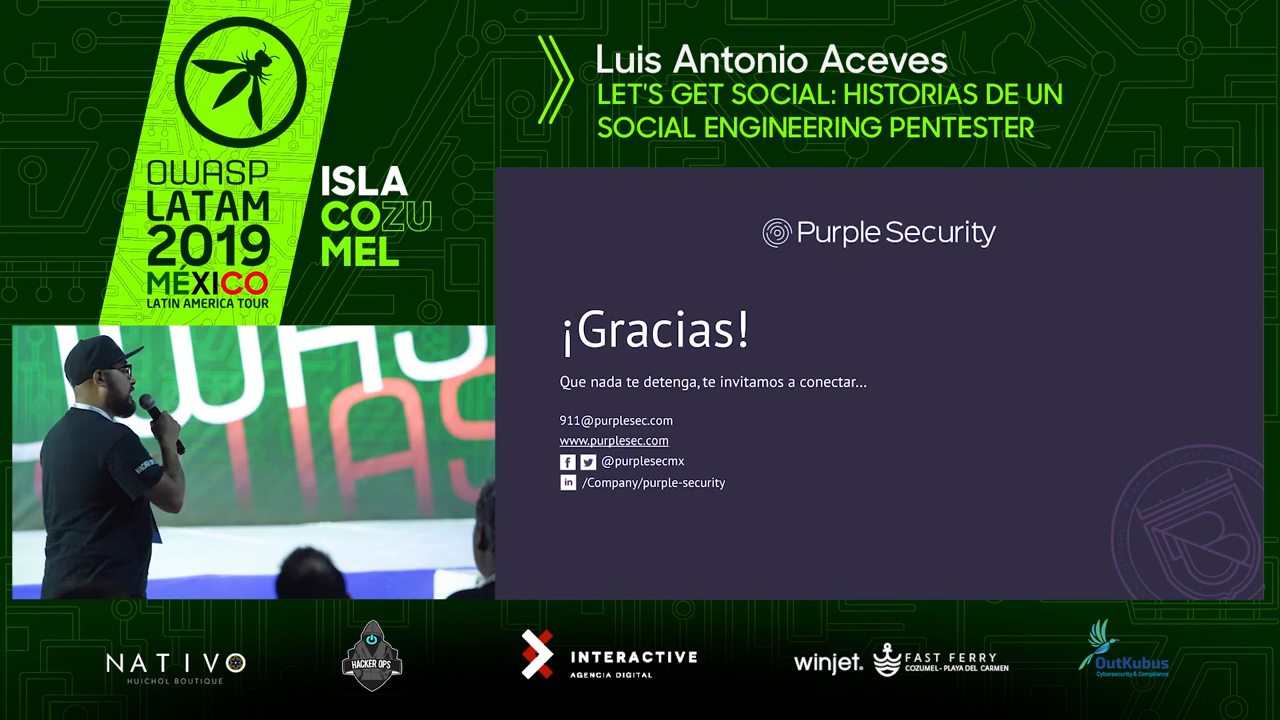 OWASP
LATAM
2019
MÉXICO
LATIN AMERICA TOUR
ISLA
COZU
MEL
Luis Antonio Aceves
LET'S GET SOCIAL: HISTORIAS DE UN
SOCIAL ENGINEERING PENTESTER
Purple Security
¡Gracias!
Que nada te detenga, te invitamos a conectar...
911@purplesec.com
www.purplesec.com
@purplesecmx
/Company/purple-security
NATIVO
HUICHOL BOUTIQUE
HACKER OPS
INTERACTIVE
AGENCIA DIGITAL
winjet.
FAST FERRY
COZUMEL - PLAYA DEL CARMEN
OutKubus
Cybersecurity & Compliance